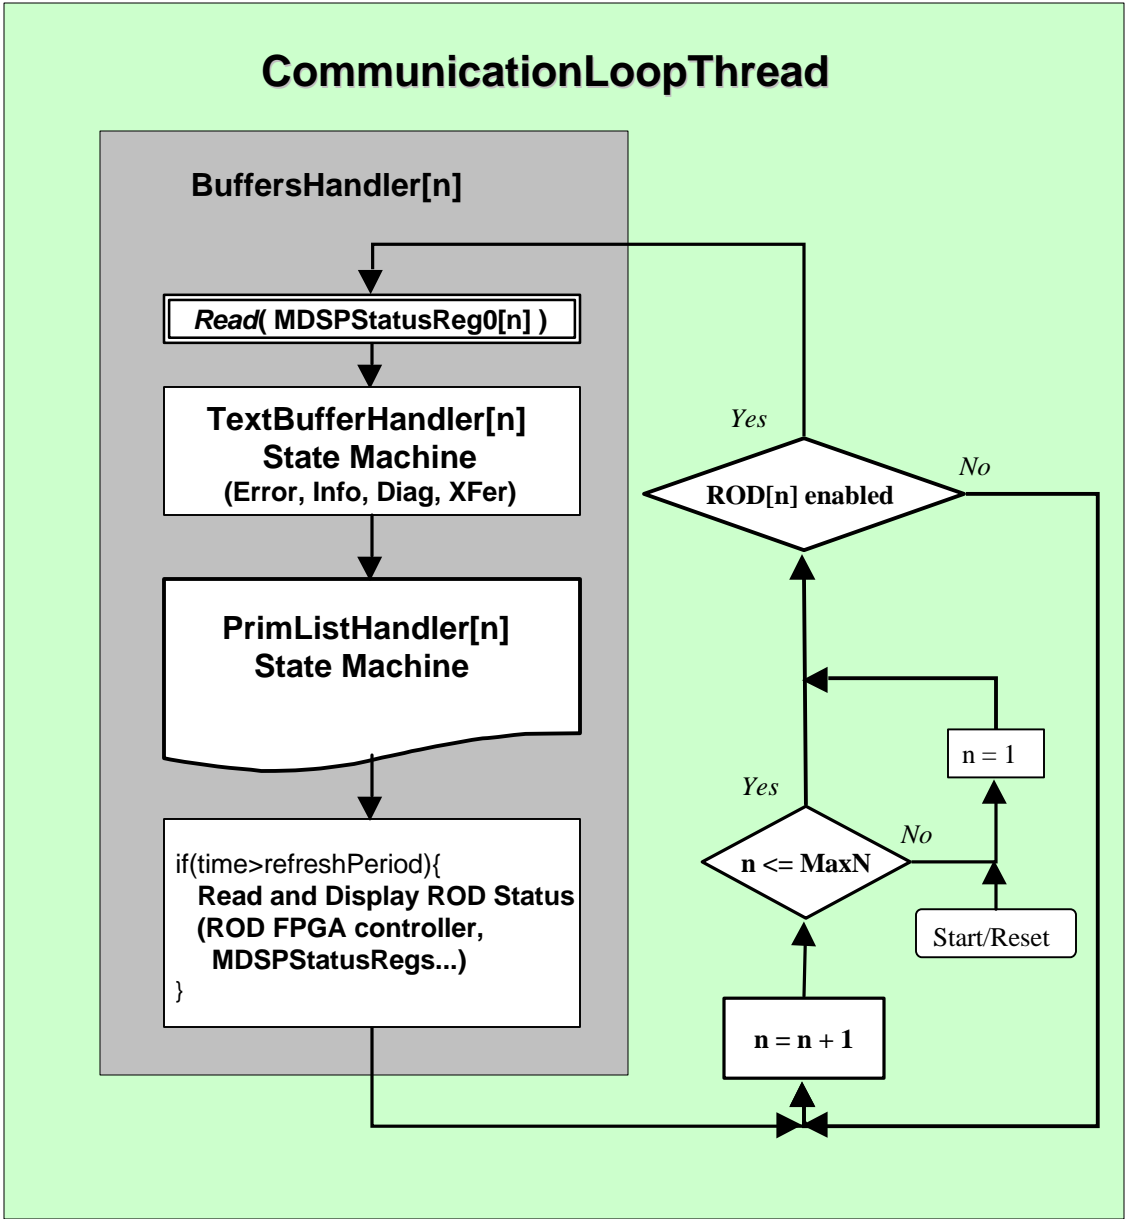 CommunicationLoopThread
BuffersHandler[n]
Read( MDSPStatusReg0[n] )
TextBufferHandler[n]
State Machine
(Error, Info, Diag, XFer)
PrimListHandler[n]
State Machine
if(time>refreshPeriod){
Read and Display ROD Status
(ROD FPGA controller,
MDSPStatusRegs...)
}
Yes
No
ROD[n] enabled
n = 1
Yes
No
n <= MaxN
Start/Reset
n = n + 1